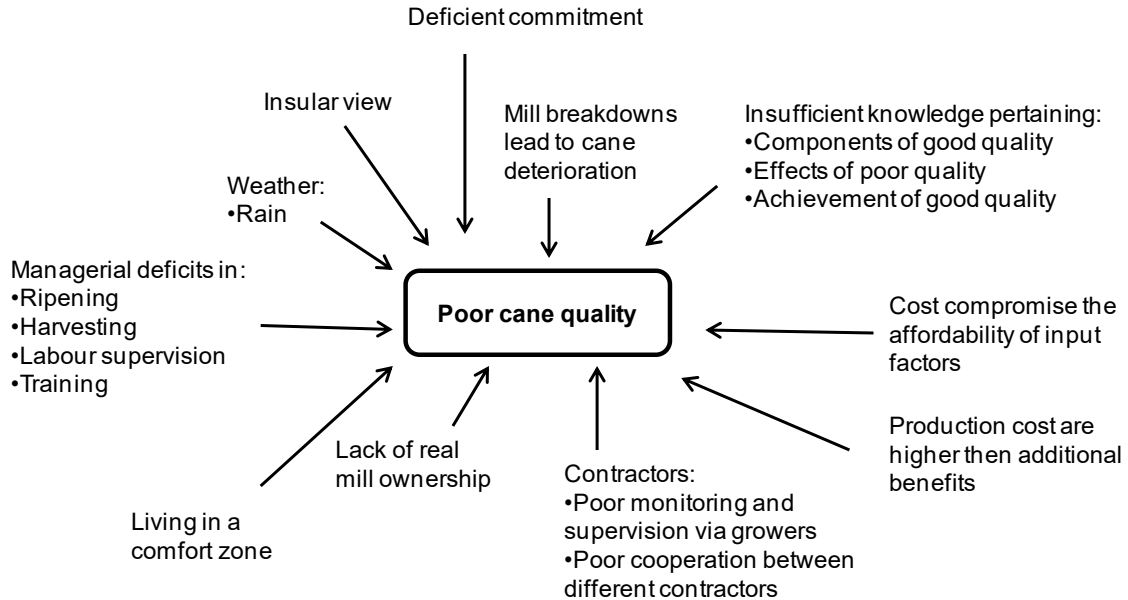 Deficient commitment
Insular view
Mill breakdowns
lead to cane
deterioration
Insufficient knowledge pertaining:
•Components of good quality
•Effects of poor quality
•Achievement of good quality
Weather:
•Rain
Managerial deficits in:
•Ripening
•Harvesting
•Labour supervision
•Training
Poor cane quality
Cost compromise the
affordability of input
factors
Production cost are
higher then additional
benefits
Lack of real
mill ownership
Contractors:
•Poor monitoring and
supervision via growers
•Poor cooperation between
different contractors
Living in a
comfort zone